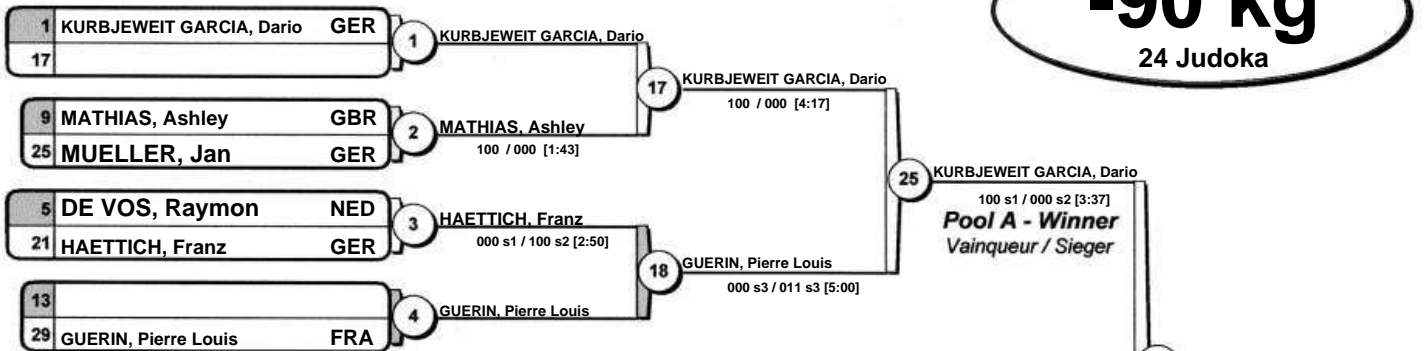 -90 kg
24 Judoka
1 KURBJEWEIT GARCIA, Dario GER
17
1
KURBJEWEIT GARCIA, Dario
9 MATHIAS, Ashley GBR
25 MUELLER, Jan GER
2
MATHIAS, Ashley
100 / 000 [1:43]
17
KURBJEWEIT GARCIA, Dario
100 / 000 [4:17]
5 DE VOS, Raymon NED
21 HAETTICH, Franz GER
3
HAETTICH, Franz
000 s1 / 100 s2 [2:50]
13
29 GUERIN, Pierre Louis FRA
4
GUERIN, Pierre Louis
18
GUERIN, Pierre Louis
000 s3 / 011 s3 [5:00]
25
KURBJEWEIT GARCIA, Dario
100 s1 / 000 s2 [3:37]
Pool A - Winner
Vainqueur / Sieger